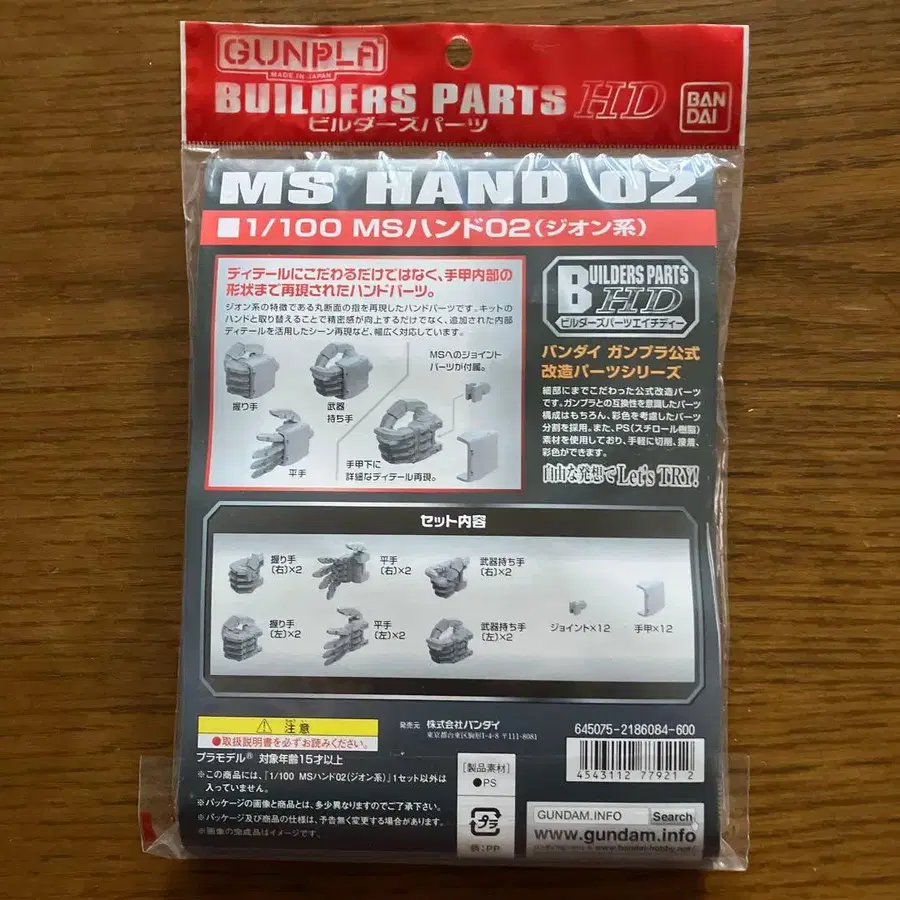 GUNPLA
MADE IN JAPAN
BUILDERS PARTS HD
ビルダーズパーツ
BAN
DAI
MS HAND 02
■1/100 MSハンド02(ジオン系)
ディテールにこだわるだけではなく、手甲内部の
形状まで再現されたハンドパーツ。
ジオン系の特徴である丸断面の指を再現したハンドパーツです。キットの
ハンドと取り替えることで精密感が向上するだけでなく、追加された内部
ディテールを活用したシーン再現など、幅広く対応しています。
握り手
武器
持ち手
MSへのジョイント
パーツが付属。
平手
手甲下に
詳細なディテール再現。
BUILDERS PARTS
HD
ビルダーズパーツエイチディー
バンダイ ガンプラ公式
改造パーツシリーズ
細部にまでこだわった公式改造パーツ
です。ガンプラとの互換性を意識したパーツ
構成はもちろん、彩色を考慮したパーツ
分割を採用。また、PS(スチロール樹脂)
素材を使用しており、手軽に切削、接着、
彩色ができます。
自由な発想でLet's TRY!
セット内容
握り手
(右)×2
平手
(右)×2
武器持ち手
(右)×2
握り手
(左)×2
平手
(左)×2
武器持ち手
(左)×2
ジョイント×12
手甲×12
注意
●取扱説明書を必ずお読みください。
プラモデル® 対象年齢15才以上
※この商品には、「1/100 MSハンド02(ジオン系)」1セット以外は
入っていません。
※パッケージの画像と商品とは、多少異なりますのでご了承下さい。
※パッケージ及び商品の仕様は、予告無く変更する場合があります。
※画像の完成品はイメージです。
発売元 株式会社バンダイ
東京都台東区駒形1-4-8 〒111-8081
[製品素材]
●PS
プラ
袋:PP
645075-2186084-600
4543112 77921 2
GUNDAM.INFO Search
www.gundam.info